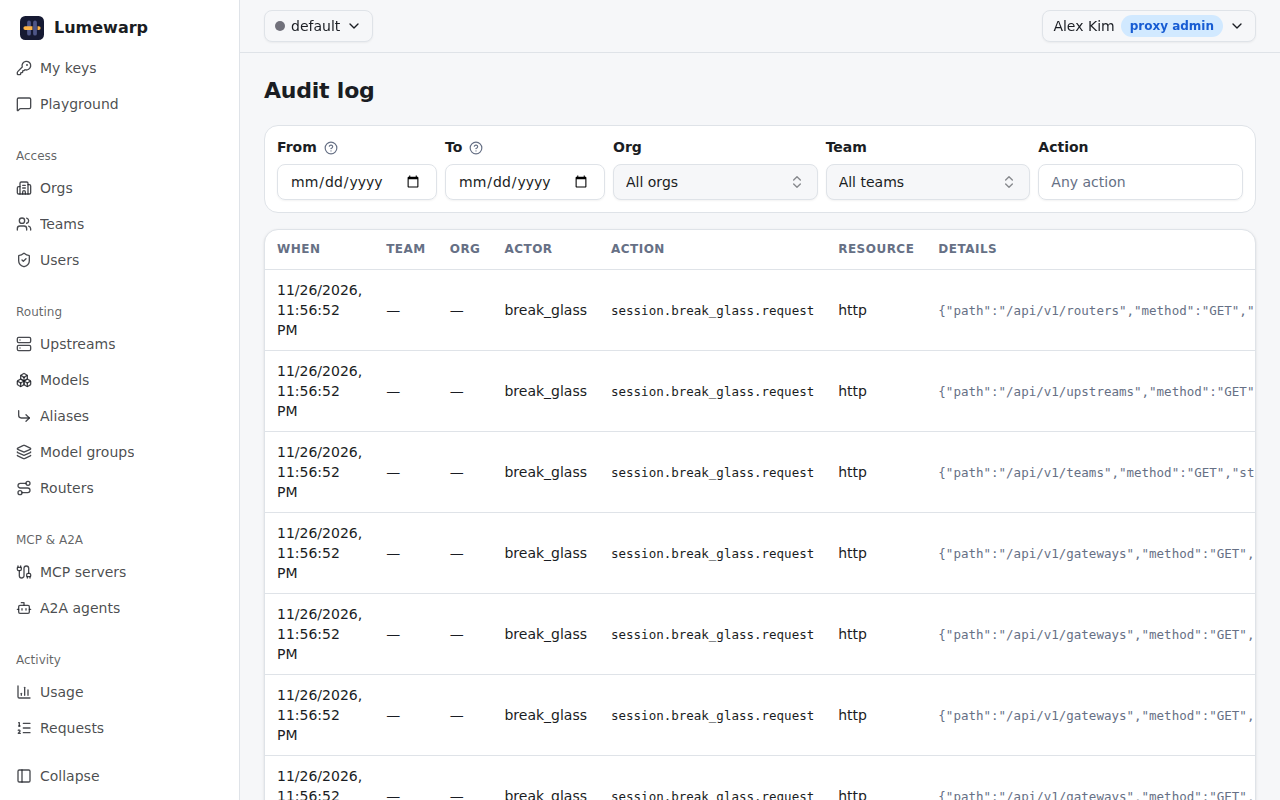 Lumewarp
My keys
Playground
Access
Orgs
Teams
Users
Routing
Upstreams
Models
Aliases
Model groups
Routers
MCP & A2A
MCP servers
A2A agents
Activity
Usage
Requests
Collapse
default
Alex Kim proxy admin
Audit log
From To Org Team Action
mm/dd/yyyy mm/dd/yyyy All orgs All teams Any action
WHEN TEAM ORG ACTOR ACTION RESOURCE DETAILS
11/26/2026,
11:56:52 — — break_glass session.break_glass.request http {"path":"/api/v1/routers","method":"GET","
PM
11/26/2026,
11:56:52 — — break_glass session.break_glass.request http {"path":"/api/v1/upstreams","method":"GET"
PM
11/26/2026,
11:56:52 — — break_glass session.break_glass.request http {"path":"/api/v1/teams","method":"GET","st
PM
11/26/2026,
11:56:52 — — break_glass session.break_glass.request http {"path":"/api/v1/gateways","method":"GET",
PM
11/26/2026,
11:56:52 — — break_glass session.break_glass.request http {"path":"/api/v1/gateways","method":"GET",
PM
11/26/2026,
11:56:52 — — break_glass session.break_glass.request http {"path":"/api/v1/gateways","method":"GET",
PM
11/26/2026,
11:56:52 — — break_glass session.break_glass.request http {"path":"/api/v1/gateways","method":"GET",